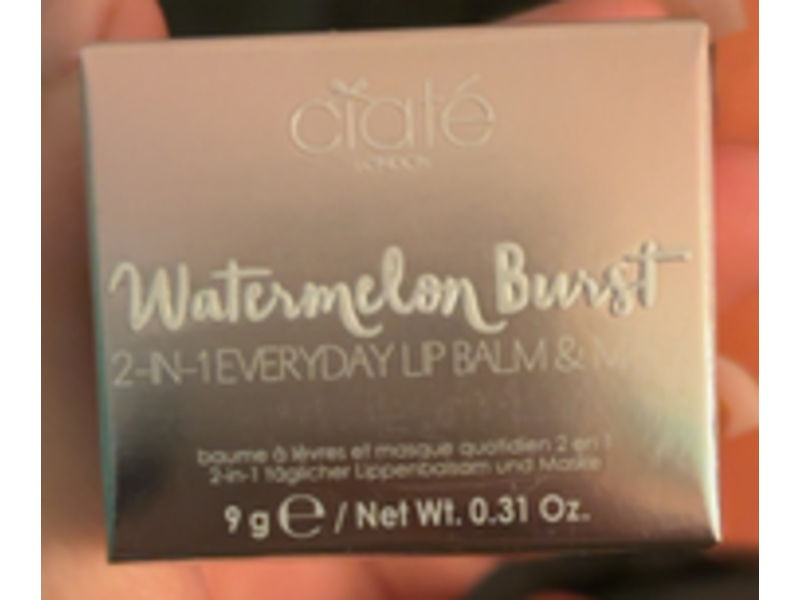 ciaté
LONDON
Watermelon Burst
2-IN-1 EVERYDAY LIP BALM &
baume à lèvres et masque quotidien 2 en 1
2-in-1 täglicher Lippenbalsam und Maske
9 g ℮ / Net Wt. 0.31 Oz.